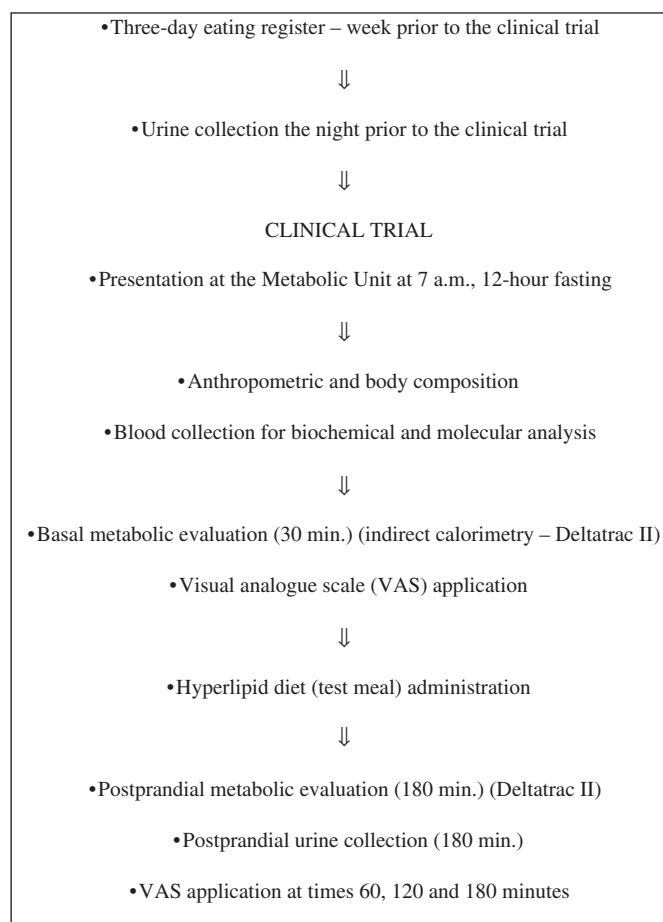 •Three-day eating register – week prior to the clinical trial
⇓
•Urine collection the night prior to the clinical trial
⇓
CLINICAL TRIAL
•Presentation at the Metabolic Unit at 7 a.m., 12-hour fasting
⇓
•Anthropometric and body composition
•Blood collection for biochemical and molecular analysis
⇓
•Basal metabolic evaluation (30 min.) (indirect calorimetry – Deltatrac II)
•Visual analogue scale (VAS) application
⇓
•Hyperlipid diet (test meal) administration
⇓
•Postprandial metabolic evaluation (180 min.) (Deltatrac II)
•Postprandial urine collection (180 min.)
•VAS application at times 60, 120 and 180 minutes